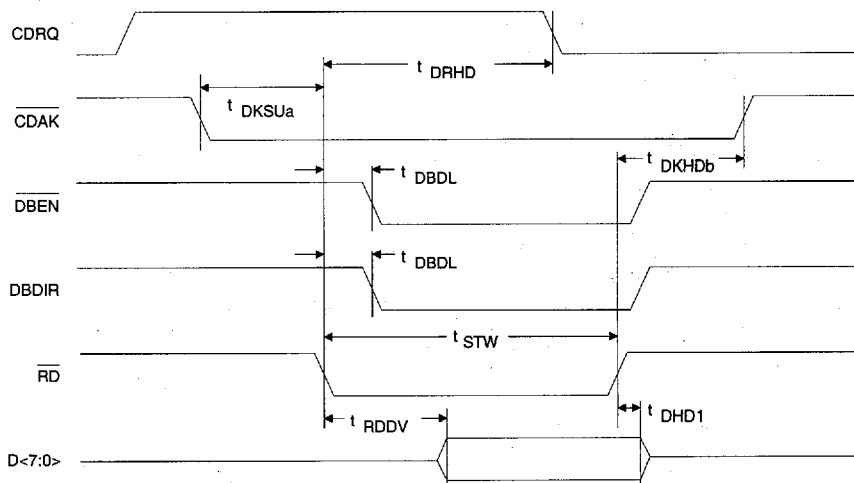 CDRQ
t DRHD
CDAK
t DKSUa
t DKHDb
DBEN
t DBDL
DBDIR
t DBDL
t STW
RD
t RDDV
t DHD1
D<7:0>